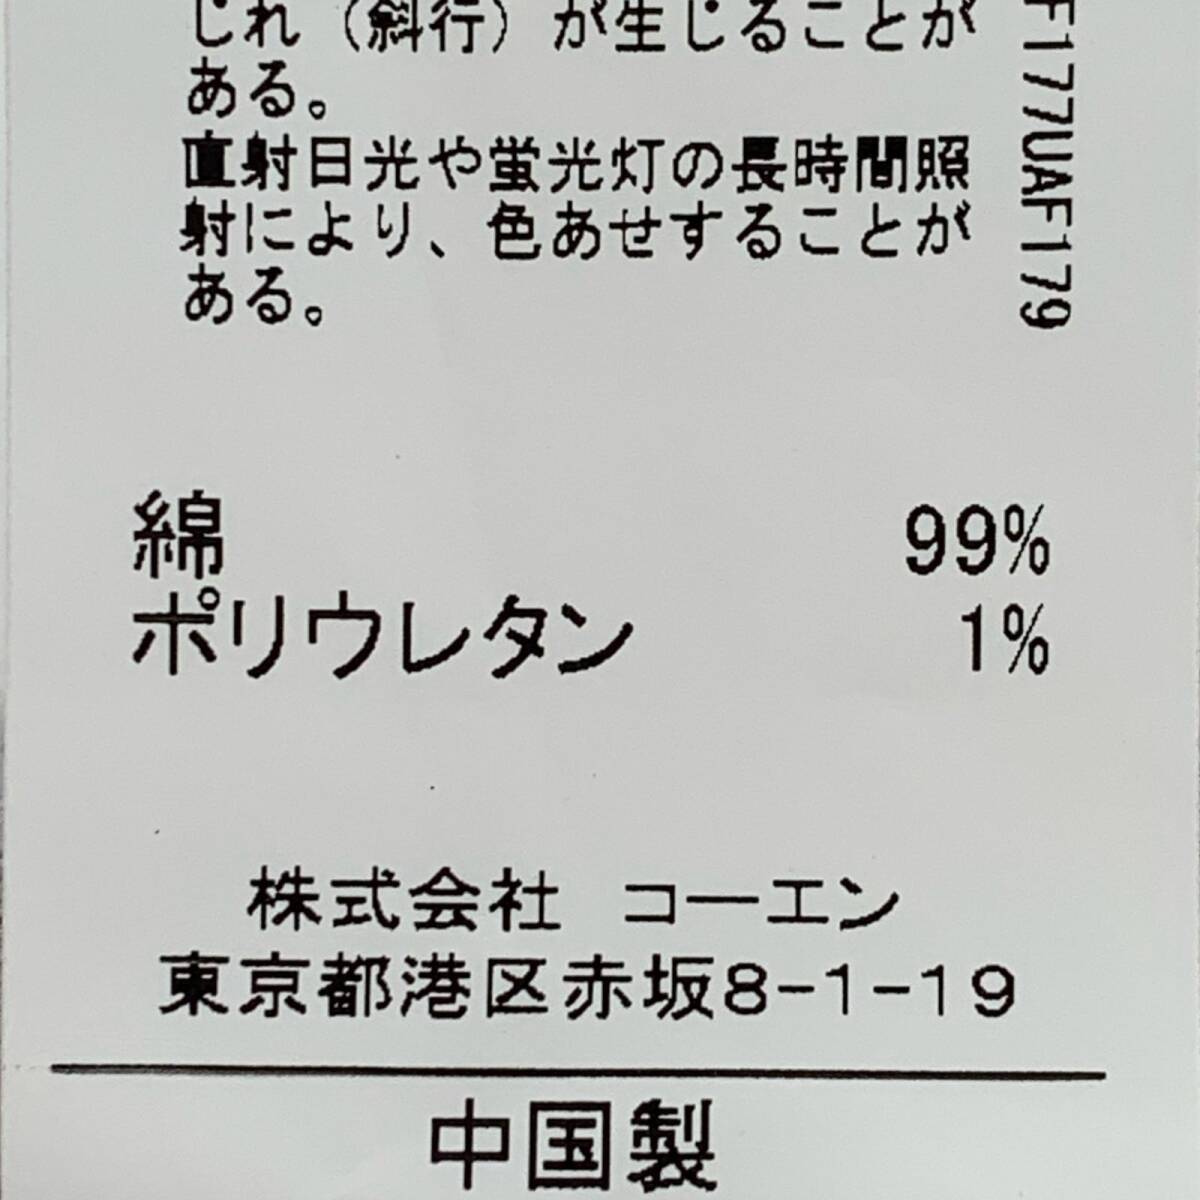 じれ（斜行）が生じることが
ある。
直射日光や蛍光灯の長時間照
射により、色あせすることが
ある。
F177UAF179
綿 99%
ポリウレタン 1%
株式会社 コーエン
東京都港区赤坂8-1-19
中国製